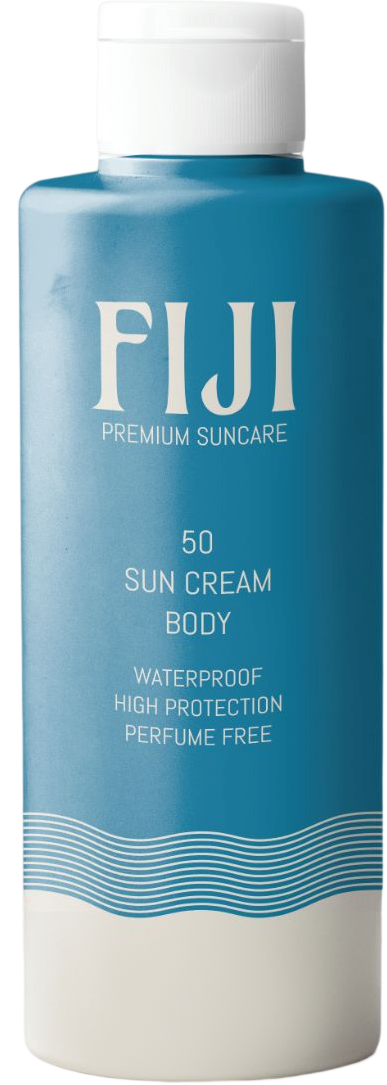 FIJI
PREMIUM SUNCARE
50
SUN CREAM
BODY
WATERPROOF
HIGH PROTECTION
PERFUME FREE